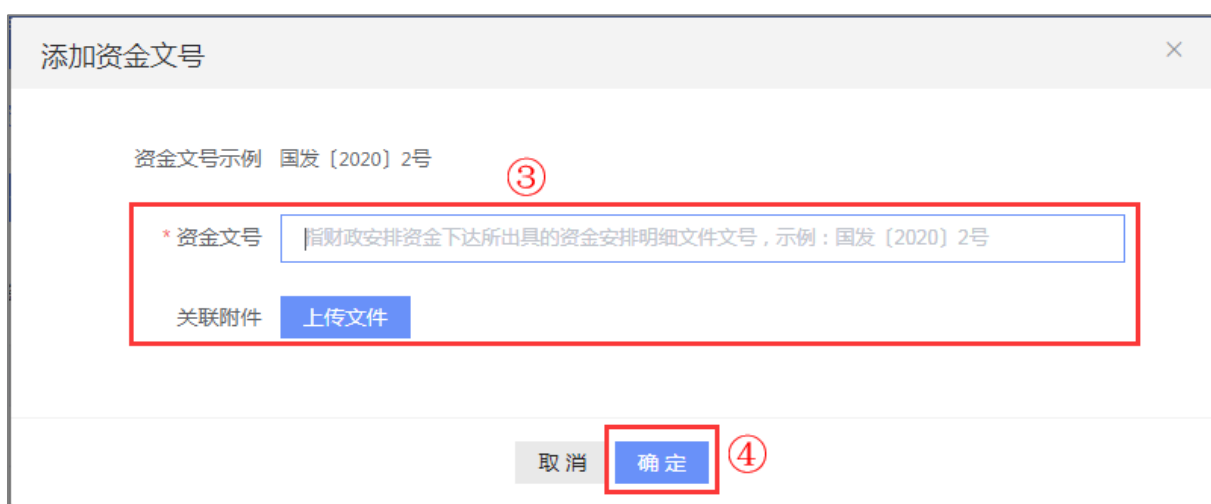 添加资金文号 ×
资金文号示例 国发〔2020〕2号
③
* 资金文号 指财政安排资金下达所出具的资金安排明细文件文号，示例：国发〔2020〕2号
关联附件 上传文件
取消 确定 ④